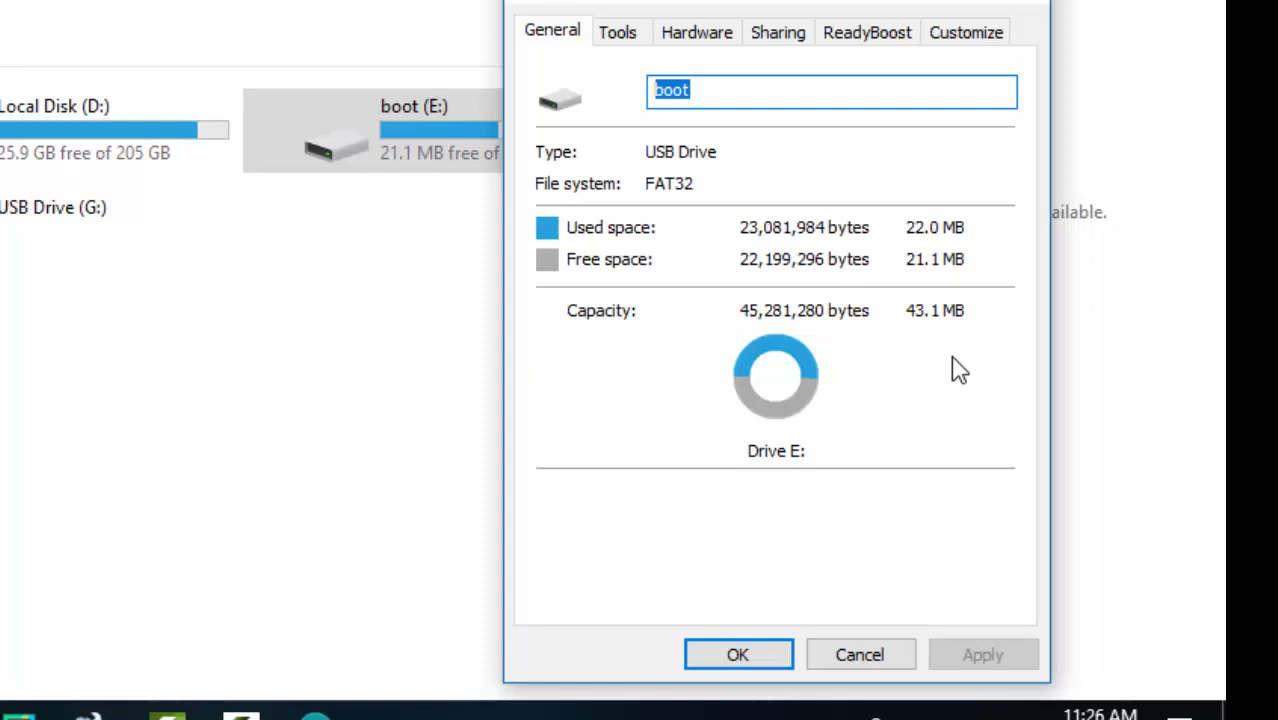 General
Tools
Hardware
Sharing
ReadyBoost
Customize
Local Disk (D:)
25.9 GB free of 205 GB
boot (E:)
21.1 MB free of
USB Drive (G:)
boot
Type: USB Drive
File system: FAT32
Used space: 23,081,984 bytes 22.0 MB
Free space: 22,199,296 bytes 21.1 MB
Capacity: 45,281,280 bytes 43.1 MB
Drive E:
ailable.
OK
Cancel
Apply
11:26 AM